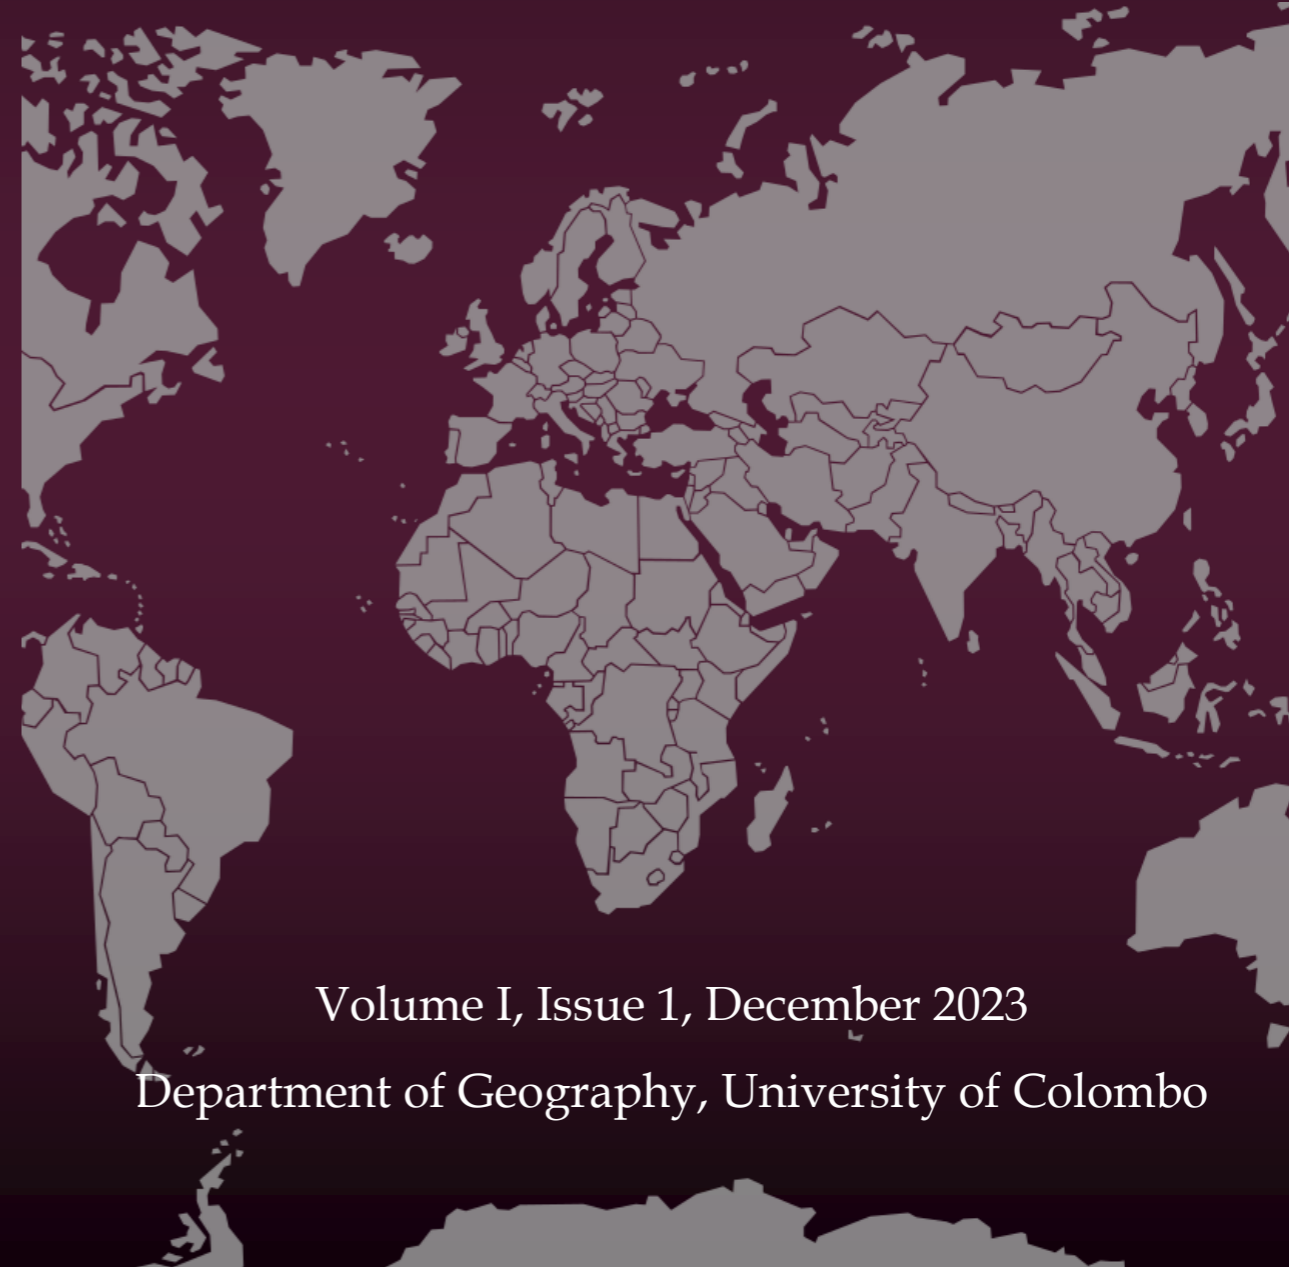 Volume I, Issue 1, December 2023
Department of Geography, University of Colombo